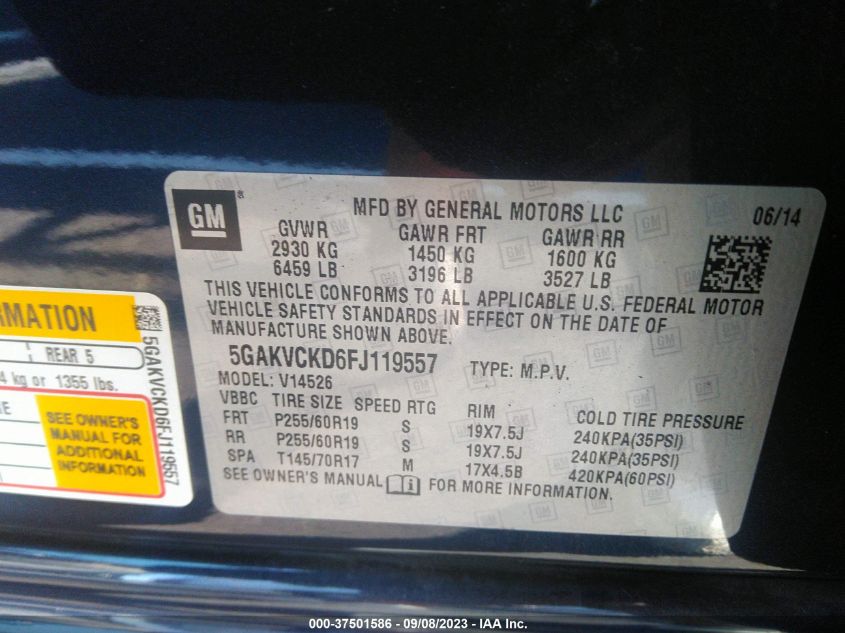 GM
MFD BY GENERAL MOTORS LLC 06/14
GVWR GAWR FRT GAWR RR
2930 KG 1450 KG 1600 KG
6459 LB 3196 LB 3527 LB
THIS VEHICLE CONFORMS TO ALL APPLICABLE U.S. FEDERAL MOTOR
VEHICLE SAFETY STANDARDS IN EFFECT ON THE DATE OF
MANUFACTURE SHOWN ABOVE.
5GAKVCKD6FJ119557 TYPE: M.P.V.
MODEL: V14526
VBBC TIRE SIZE SPEED RTG RIM COLD TIRE PRESSURE
FRT P255/60R19 S 19X7.5J 240KPA(35PSI)
RR P255/60R19 S 19X7.5J 240KPA(35PSI)
SPA T145/70R17 M 17X4.5B 420KPA(60PSI)
SEE OWNER'S MANUAL i FOR MORE INFORMATION.
REAR 5
kg or 1355 lbs.
SEE OWNER'S
MANUAL FOR
ADDITIONAL
INFORMATION
5GAKVCKD6FJ119557
000-37501586 - 09/08/2023 - IAA Inc.